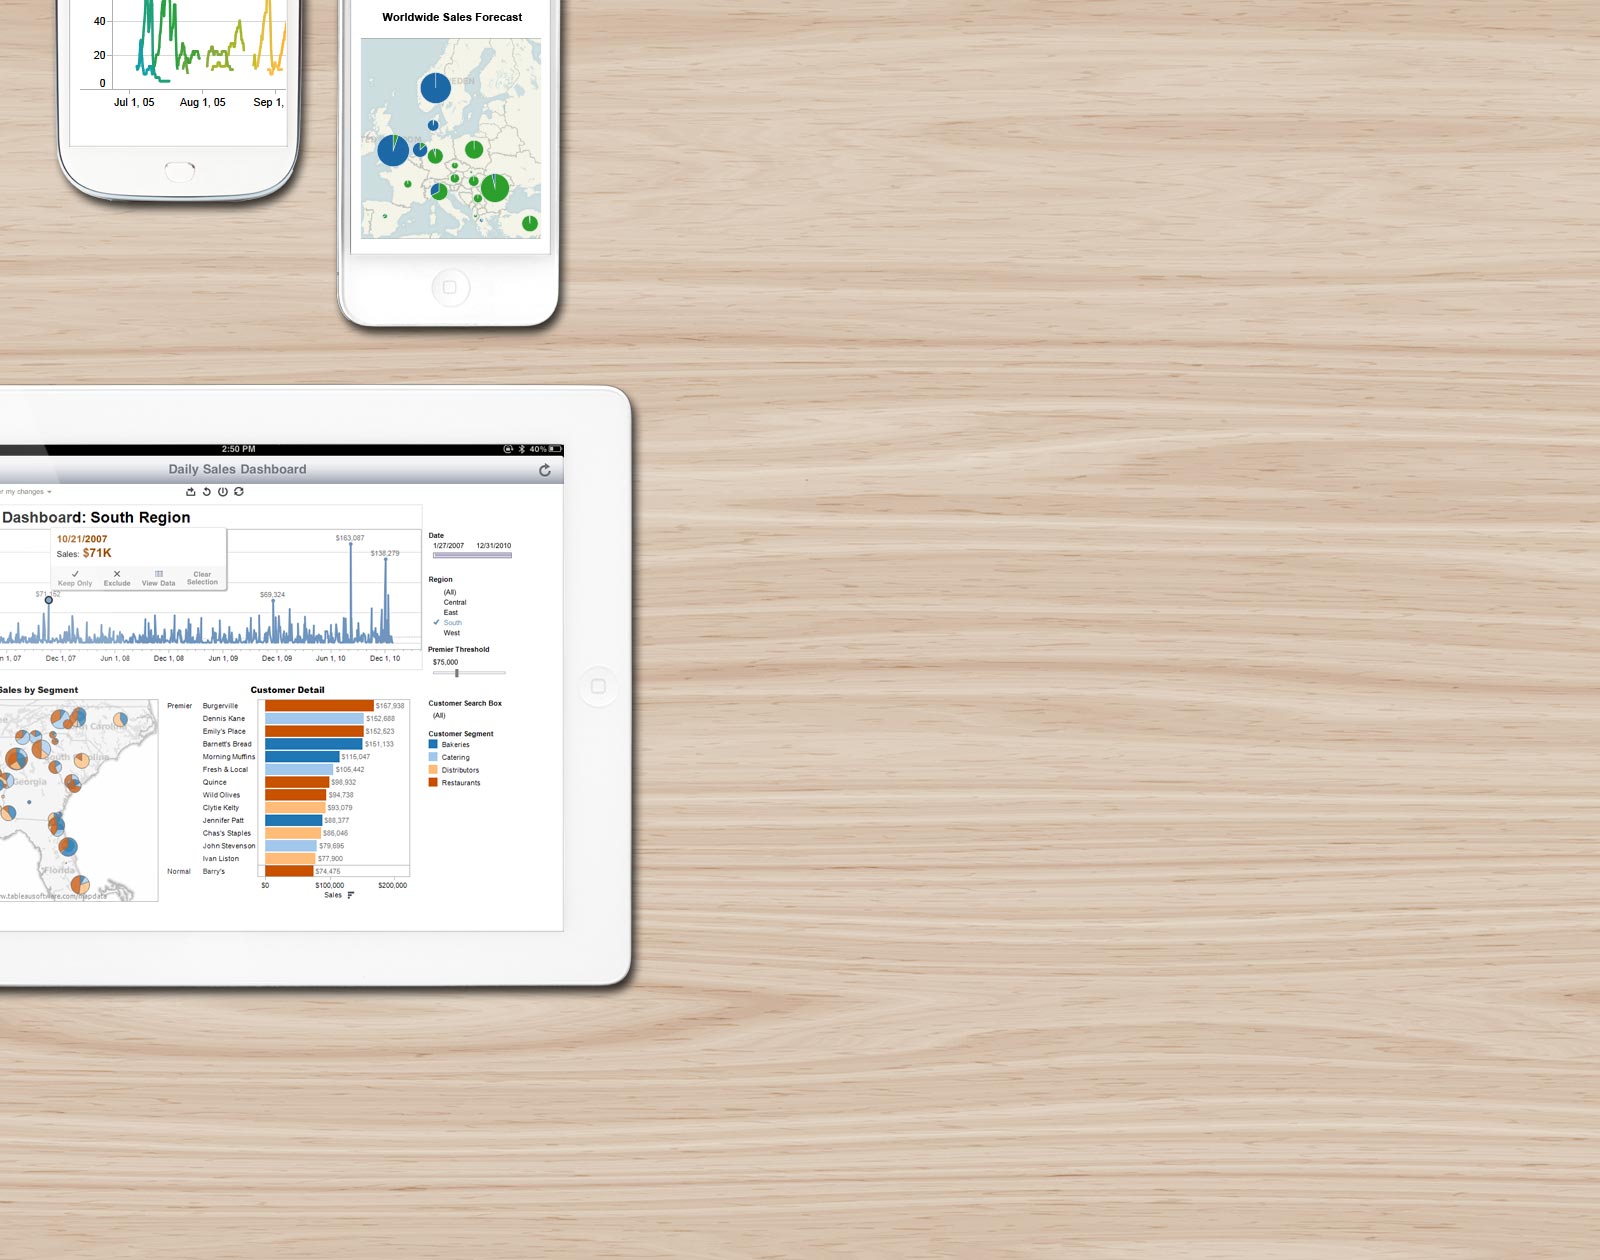 40
20
0
Jul 1, 05
Aug 1, 05
Sep 1,
Worldwide Sales Forecast
2:50 PM
40%
Daily Sales Dashboard
my changes
Dashboard: South Region
10/21/2007
Sales: $71K
Keep Only
Exclude
View Data
Clear
Selection
$69,324
$163,087
$138,279
1, 07
Dec 1, 07
Jun 1, 08
Dec 1, 08
Jun 1, 09
Dec 1, 09
Jun 1, 10
Dec 1, 10
Date
1/27/2007
12/31/2010
Region
(All)
Central
East
South
West
Premier Threshold
$75,000
Sales by Segment
South Carolina
Georgia
Florida
w.tableausoftware.com/mapdata
Customer Detail
Premier
Burgerville $167,938
Dennis Kane $152,688
Emily's Place $152,523
Barnett's Bread $151,133
Morning Muffins $115,047
Fresh & Local $105,442
Quince $98,932
Wild Olives $94,738
Clytie Kelty $93,079
Jennifer Patt $88,377
Chas's Staples $86,046
John Stevenson $79,695
Ivan Liston $77,900
Normal Barry's $74,475
$0
$100,000
$200,000
Sales
Customer Search Box
(All)
Customer Segment
Bakeries
Catering
Distributors
Restaurants